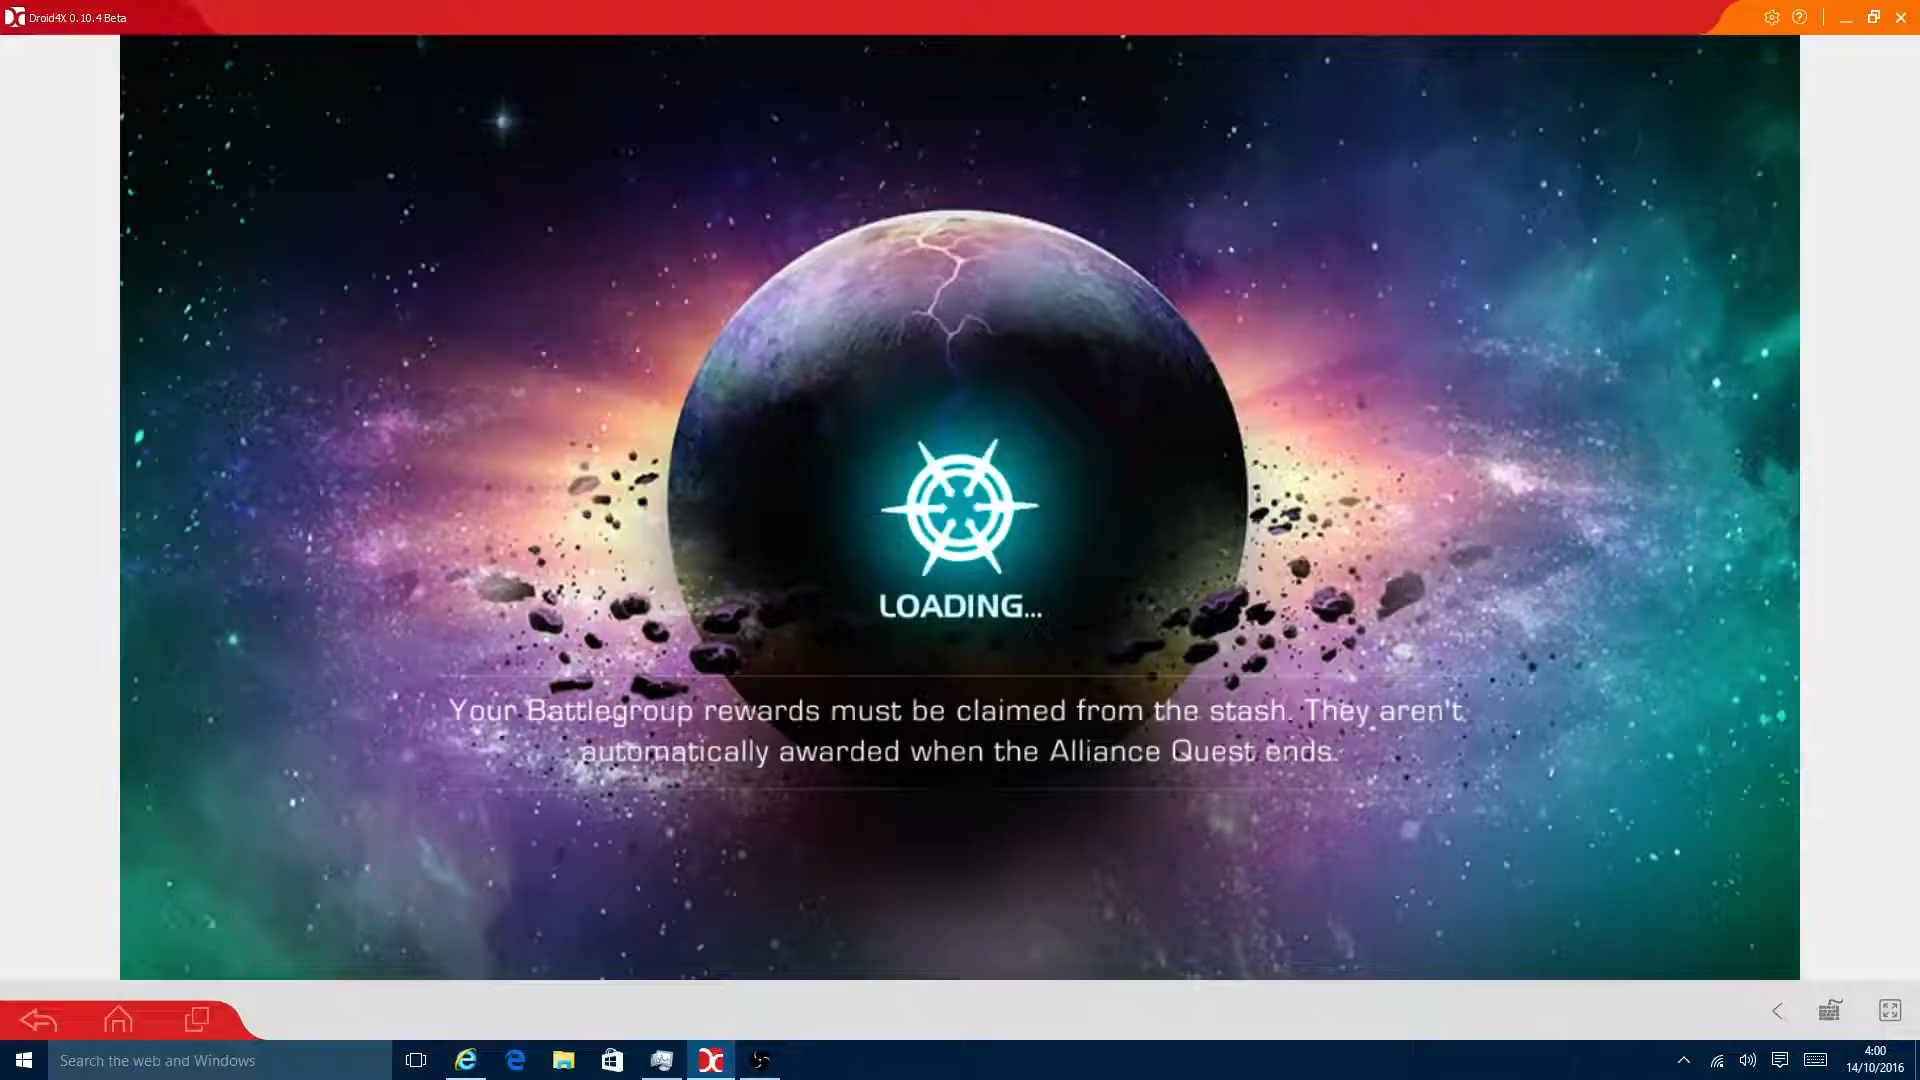 Droid4X 0.10.4 Beta
LOADING...
Your Battlegroup rewards must be claimed from the stash. They aren't
automatically awarded when the Alliance Quest ends.
Search the web and Windows
4:00
14/10/2016